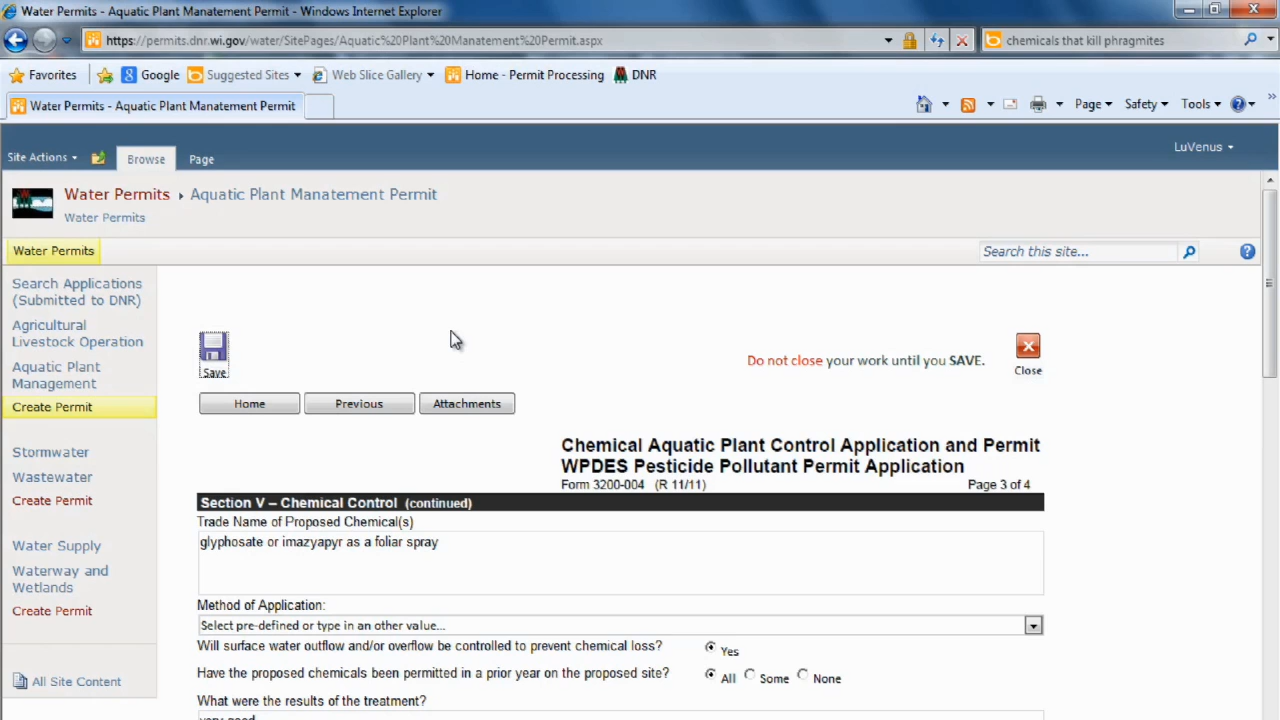 Water Permits - Aquatic Plant Manatement Permit - Windows Internet Explorer
https://permits.dnr.wi.gov/water/SitePages/Aquatic%20Plant%20Manatement%20Permit.aspx
chemicals that kill phragmites
Favorites
Google
Suggested Sites
Web Slice Gallery
Home - Permit Processing
DNR
Water Permits - Aquatic Plant Manatement Permit
Page
Safety
Tools
Site Actions
Browse
Page
LuVenus
Water Permits
Aquatic Plant Manatement Permit
Water Permits
Water Permits
Search this site...
Search Applications
(Submitted to DNR)
Agricultural
Livestock Operation
Aquatic Plant
Management
Create Permit
Stormwater
Wastewater
Create Permit
Water Supply
Waterway and
Wetlands
Create Permit
All Site Content
Save
Do not close your work until you SAVE.
Close
Home
Previous
Attachments
Chemical Aquatic Plant Control Application and Permit
WPDES Pesticide Pollutant Permit Application
Form 3200-004 (R 11/11) Page 3 of 4
Section V – Chemical Control (continued)
Trade Name of Proposed Chemical(s)
glyphosate or imazyapyr as a foliar spray
Method of Application:
Select pre-defined or type in an other value...
Will surface water outflow and/or overflow be controlled to prevent chemical loss? Yes
Have the proposed chemicals been permitted in a prior year on the proposed site? All Some None
What were the results of the treatment?
very good